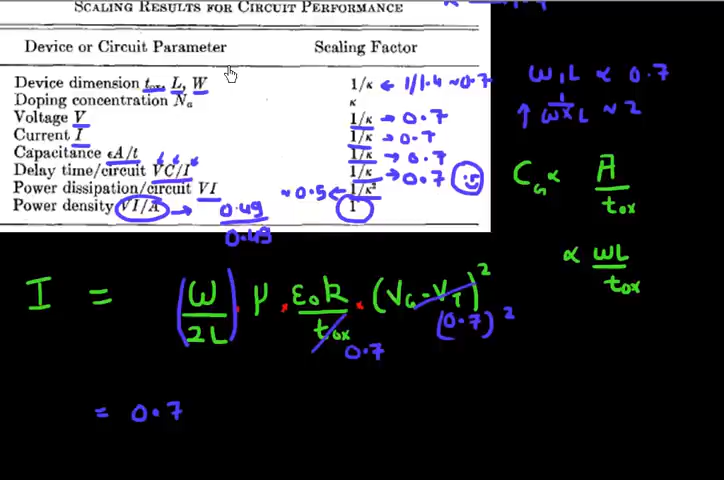 SCALING RESULTS FOR CIRCUIT PERFORMANCE
Device or Circuit Parameter Scaling Factor
Device dimension tox, L, W 1/κ ← 1/1.4 ~ 0.7
Doping concentration Na κ
Voltage V 1/κ → 0.7
Current I 1/κ → 0.7
Capacitance εA/t 1/κ → 0.7
Delay time/circuit VC/I 1/κ → 0.7
Power dissipation/circuit VI ~ 0.5 ← 1/κ²
Power density VI/A → 0.49/0.49 1
W, L ∝ 0.7
↑ 1/(W×L) ~ 2
CG ∝ A/tox
∝ WL/tox
I = (W/2L) . μ . ε₀k/tox . (VG - VT)²
0.7 (0.7)²
= 0.7